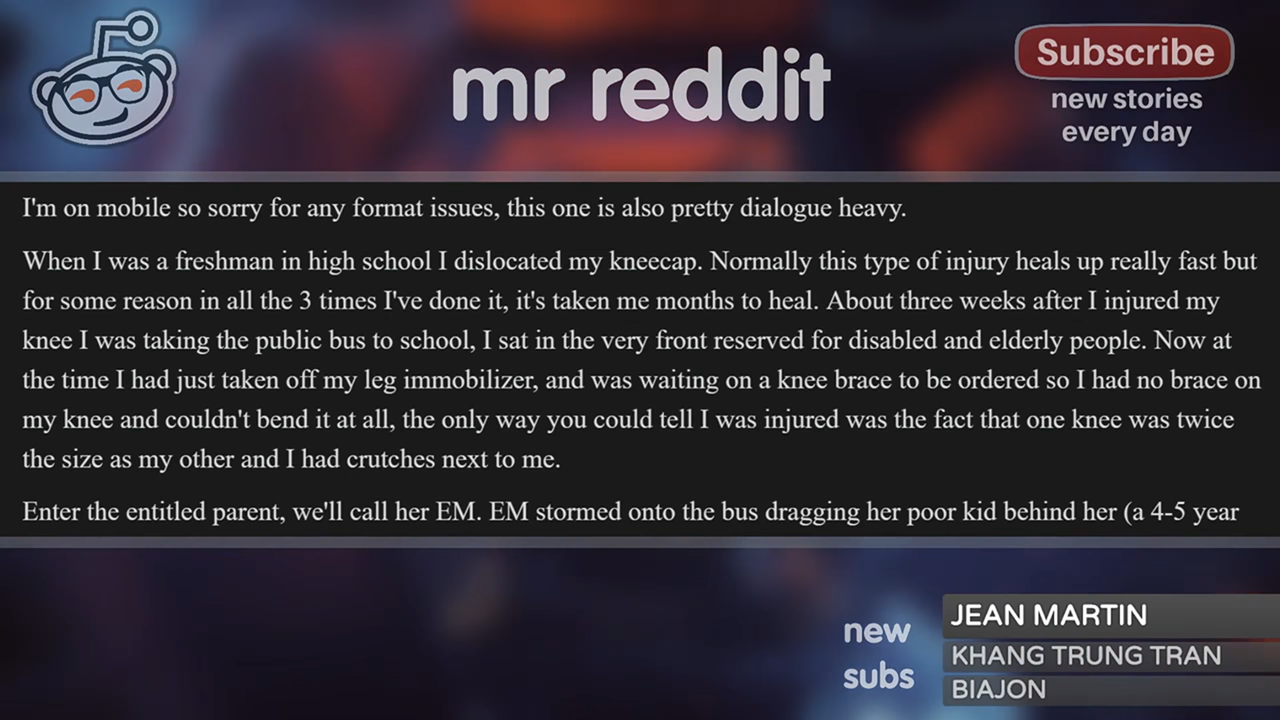 mr reddit
Subscribe
new stories
every day
I'm on mobile so sorry for any format issues, this one is also pretty dialogue heavy.
When I was a freshman in high school I dislocated my kneecap. Normally this type of injury heals up really fast but
for some reason in all the 3 times I've done it, it's taken me months to heal. About three weeks after I injured my
knee I was taking the public bus to school, I sat in the very front reserved for disabled and elderly people. Now at
the time I had just taken off my leg immobilizer, and was waiting on a knee brace to be ordered so I had no brace on
my knee and couldn't bend it at all, the only way you could tell I was injured was the fact that one knee was twice
the size as my other and I had crutches next to me.
Enter the entitled parent, we'll call her EM. EM stormed onto the bus dragging her poor kid behind her (a 4-5 year
new
subs
JEAN MARTIN
KHANG TRUNG TRAN
BIAJON